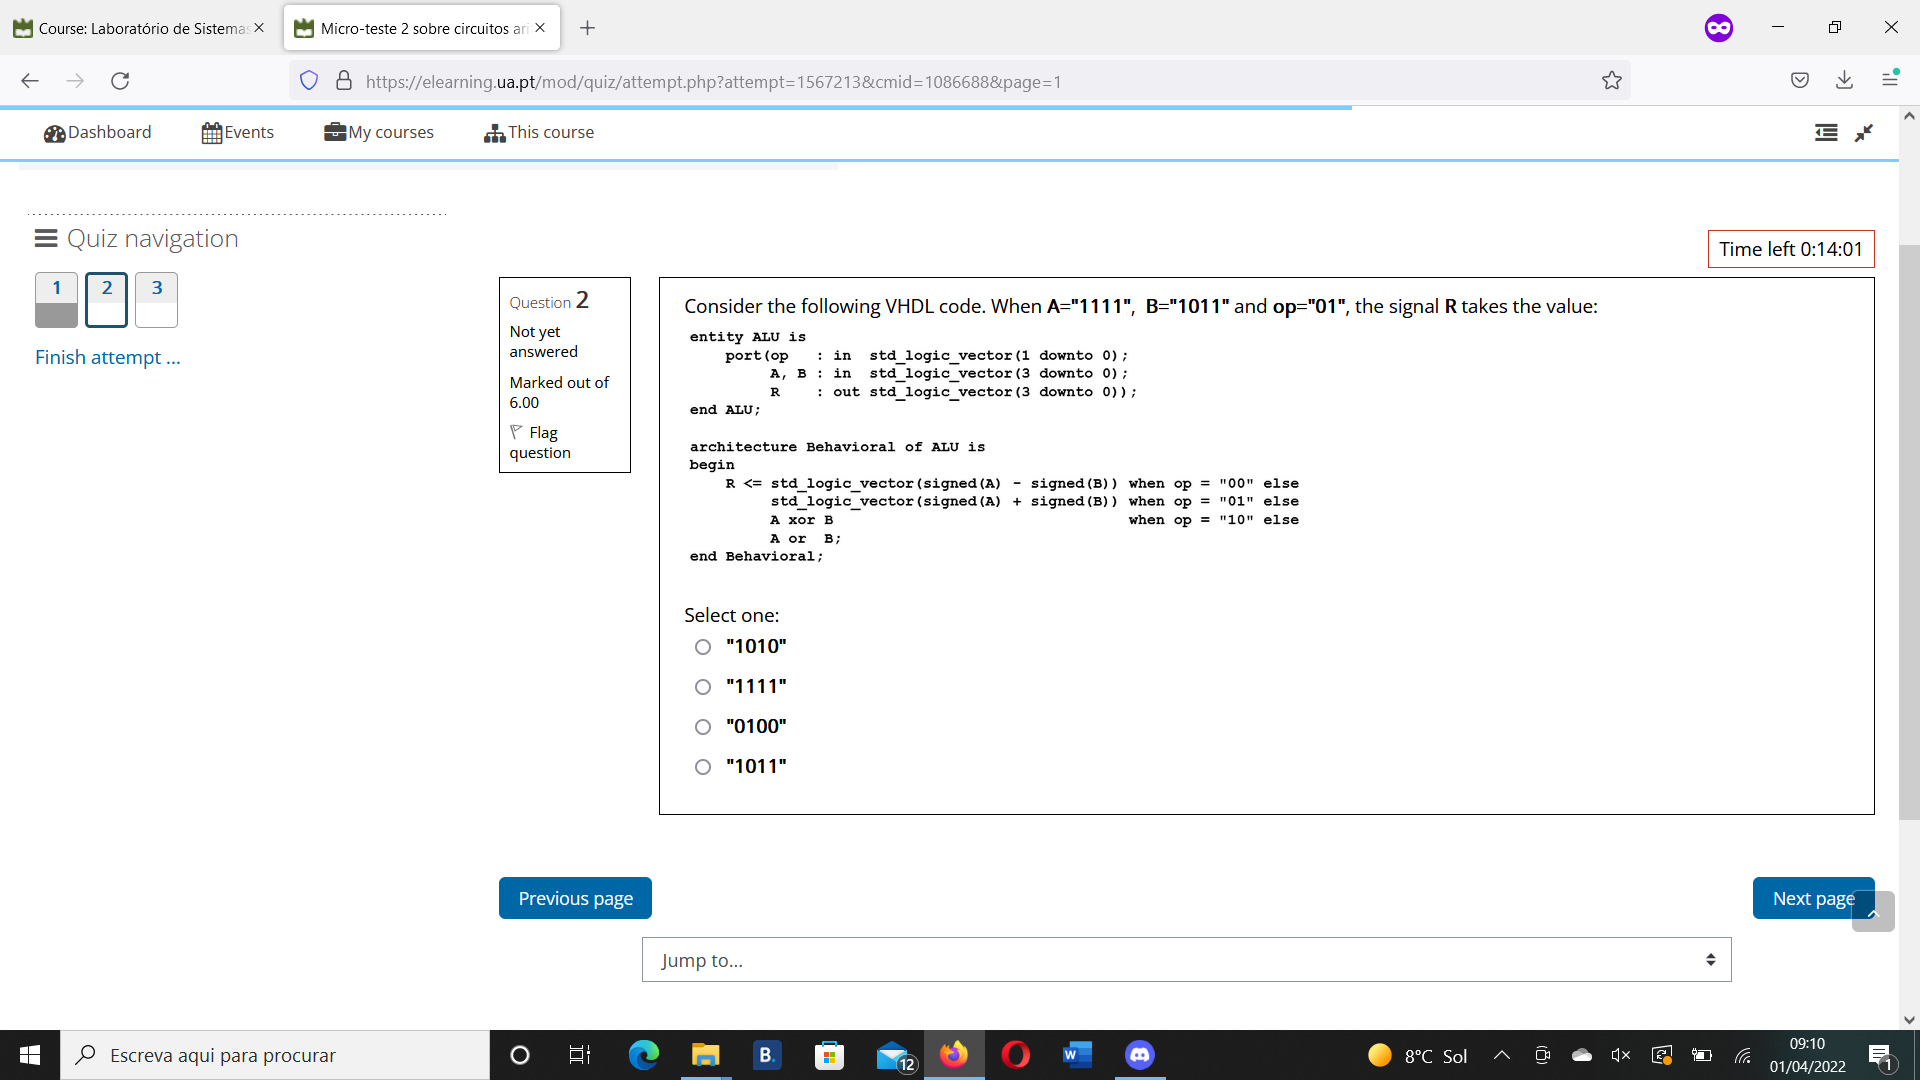 Course: Laboratório de Sistemas
Micro-teste 2 sobre circuitos ari
https://elearning.ua.pt/mod/quiz/attempt.php?attempt=1567213&cmid=1086688&page=1
Dashboard
Events
My courses
This course
Quiz navigation
1
2
3
Finish attempt ...
Time left 0:14:01
Question 2
Not yet
answered
Marked out of
6.00
Flag
question
Consider the following VHDL code. When A="1111", B="1011" and op="01", the signal R takes the value:
entity ALU is
port(op : in std_logic_vector(1 downto 0);
A, B : in std_logic_vector(3 downto 0);
R : out std_logic_vector(3 downto 0));
end ALU;
architecture Behavioral of ALU is
begin
R <= std_logic_vector(signed(A) - signed(B)) when op = "00" else
std_logic_vector(signed(A) + signed(B)) when op = "01" else
A xor B when op = "10" else
A or B;
end Behavioral;
Select one:
"1010"
"1111"
"0100"
"1011"
Previous page
Next page
Jump to...
Escreva aqui para procurar
B.
12
W
8°C Sol
09:10
01/04/2022
1